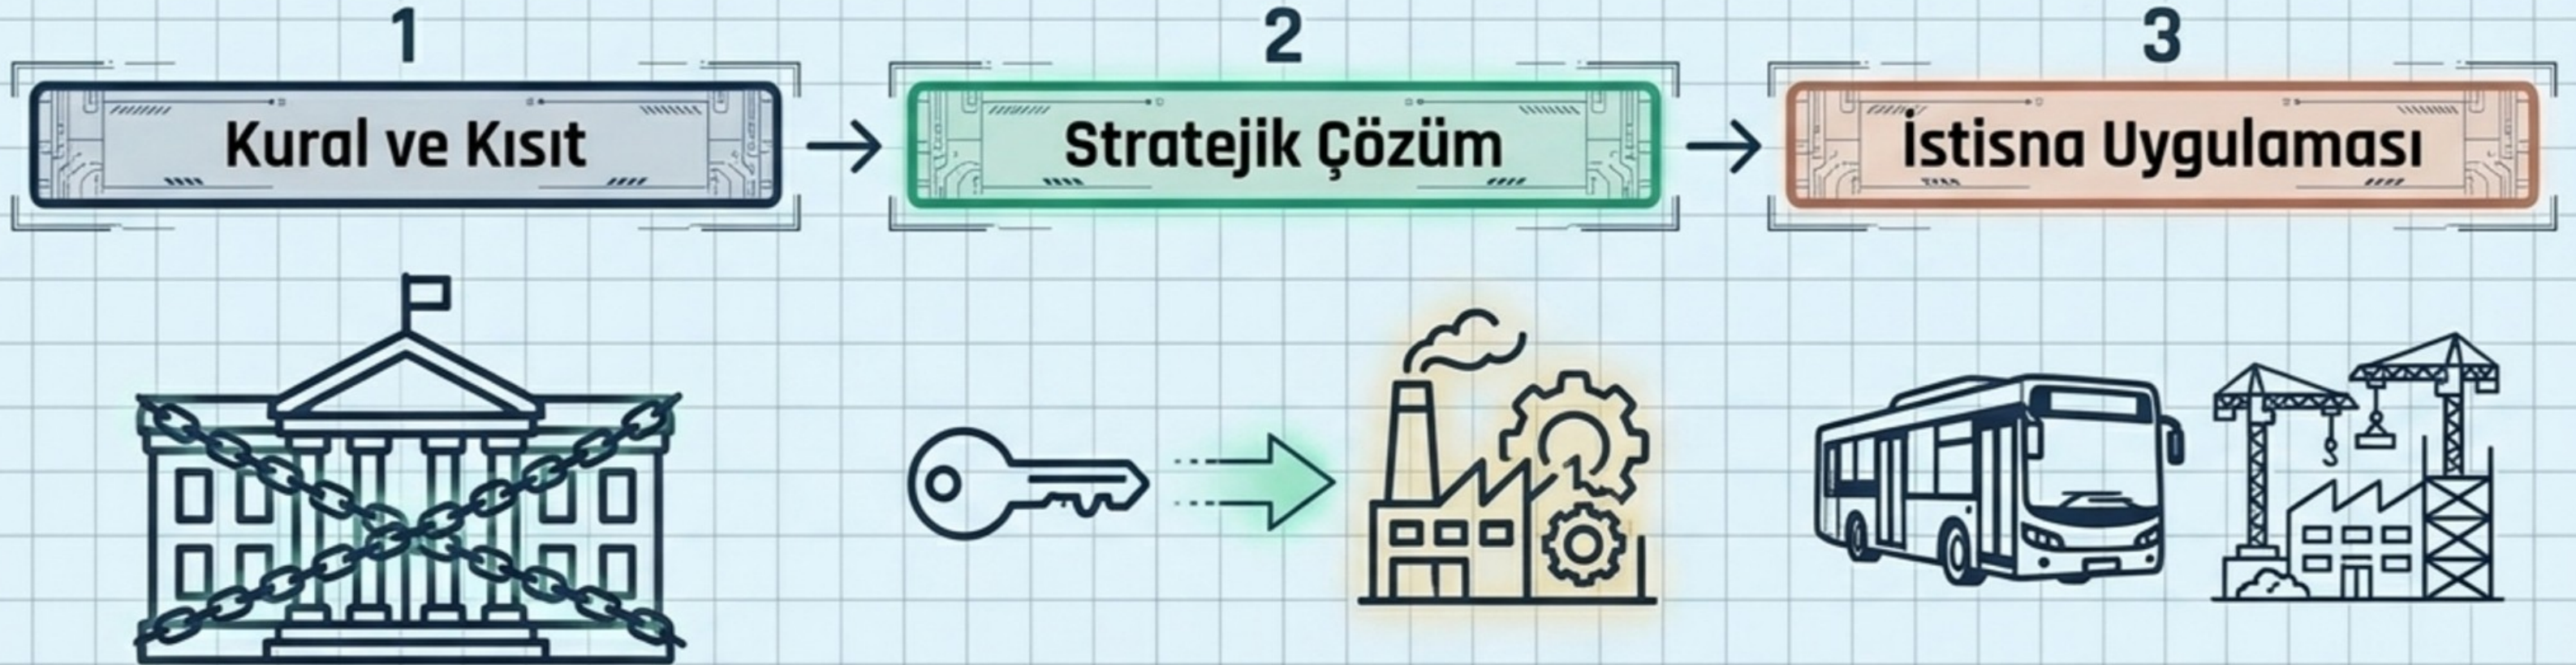 1
Kural ve Kısıt
2
Stratejik Çözüm
3
İstisna Uygulaması